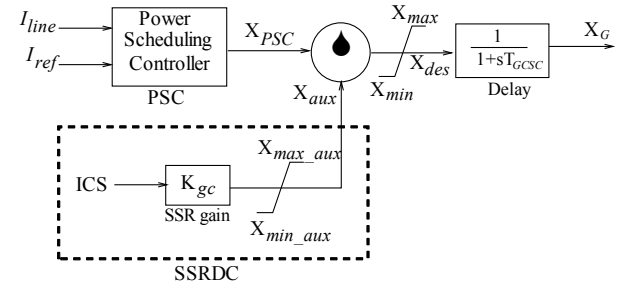 I_line
I_ref
Power
Scheduling
Controller
PSC
X_PSC
X_aux
X_max
X_min
X_des
1
1+sT_GCSC
Delay
X_G
ICS
K_gc
SSR gain
X_max_aux
X_min_aux
SSRDC